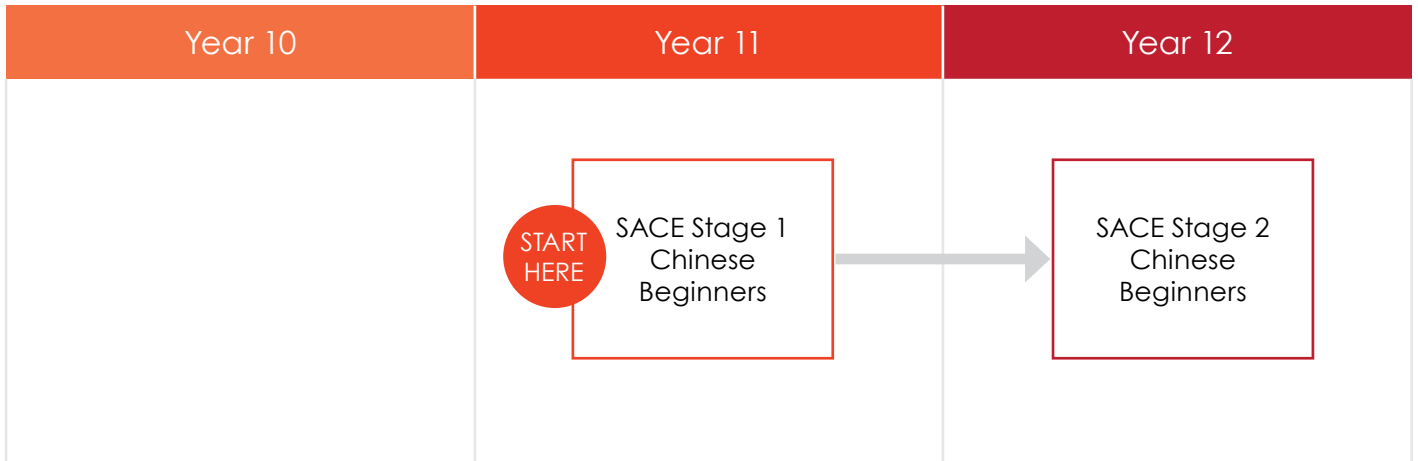 Year 10
Year 11
Year 12
START
HERE
SACE Stage 1
Chinese
Beginners
SACE Stage 2
Chinese
Beginners